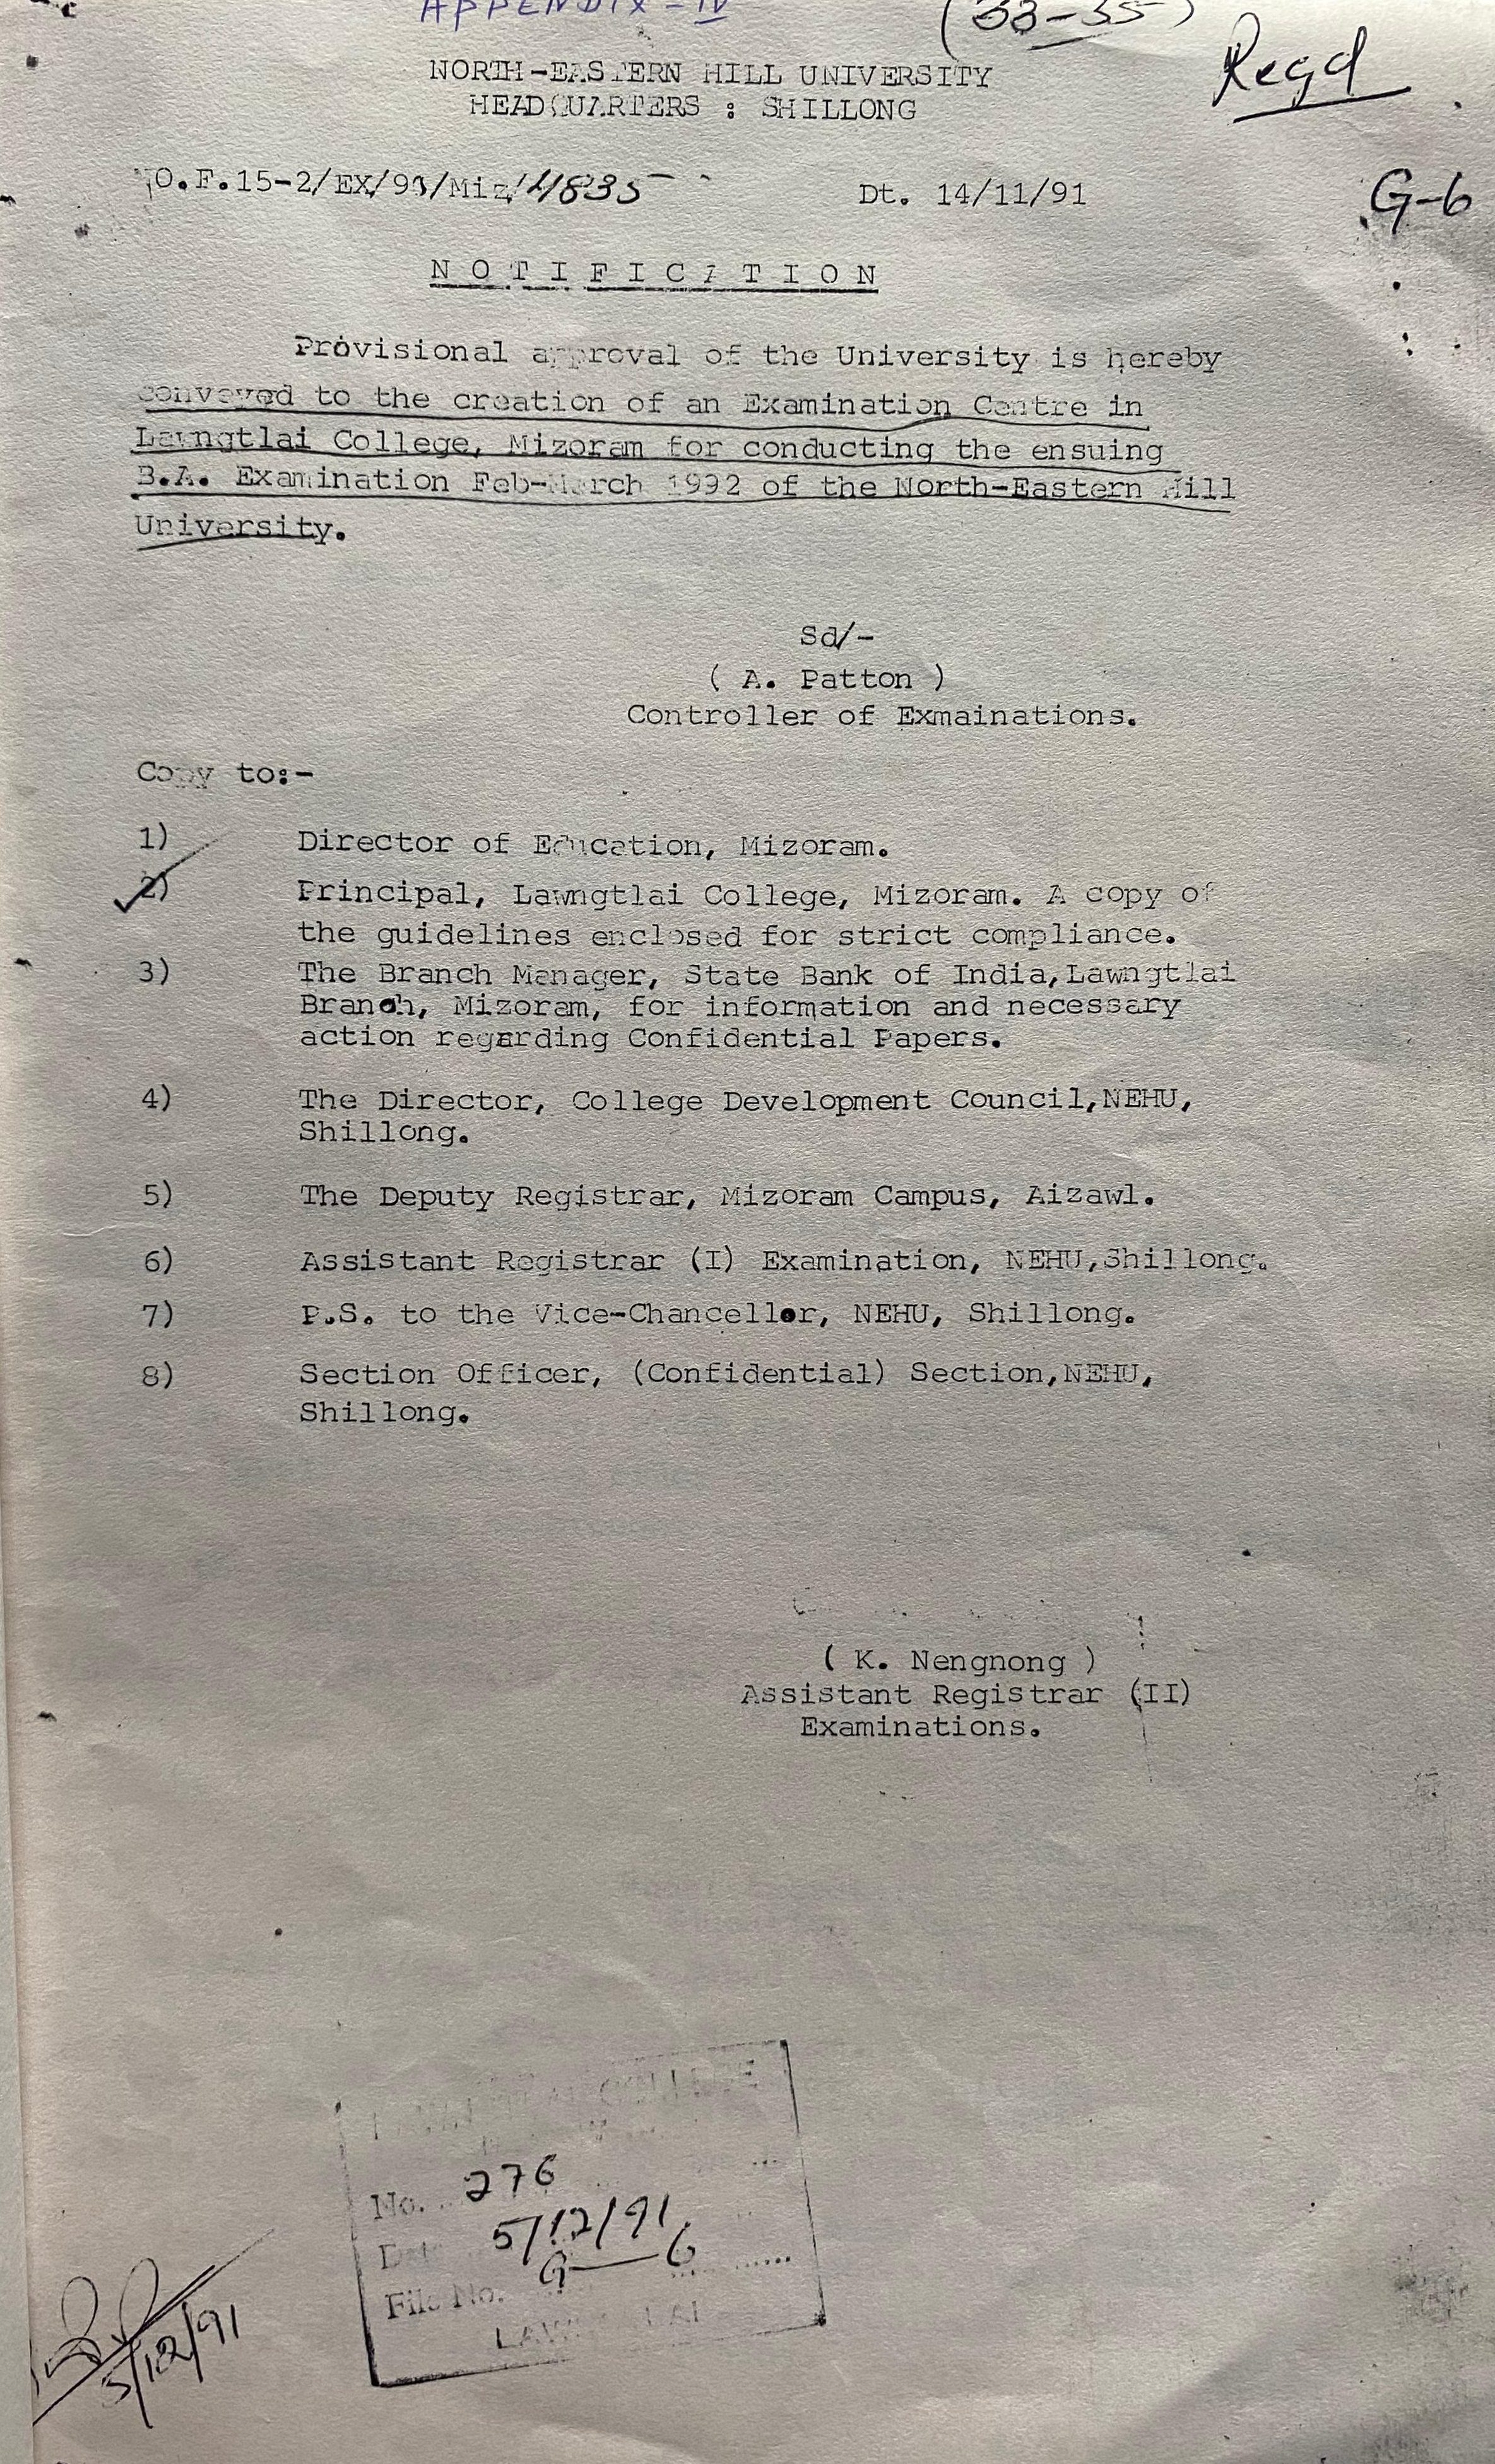 APPENDIX-IV
(33-35)
Regd
NORTH-EASTERN HILL UNIVERSITY
HEADQUARTERS : SHILLONG
NO.F.15-2/EX/90/Miz/4835 Dt. 14/11/91
G-6
NOTIFICATION
Provisional approval of the University is hereby
conveyed to the creation of an Examination Centre in
Lawngtlai College, Mizoram for conducting the ensuing
B.A. Examination Feb-March 1992 of the North-Eastern Hill
University.
Sd/-
( A. Patton )
Controller of Exmainations.
Copy to:-
1) Director of Education, Mizoram.
2) Principal, Lawngtlai College, Mizoram. A copy of
the guidelines enclosed for strict compliance.
3) The Branch Manager, State Bank of India,Lawngtlai
Branch, Mizoram, for information and necessary
action regarding Confidential Papers.
4) The Director, College Development Council,NEHU,
Shillong.
5) The Deputy Registrar, Mizoram Campus, Aizawl.
6) Assistant Registrar (I) Examination, NEHU,Shillong.
7) P.S. to the Vice-Chancellor, NEHU, Shillong.
8) Section Officer, (Confidential) Section,NEHU,
Shillong.
( K. Nengnong )
Assistant Registrar (II)
Examinations.
LAWNGTLAI COLLEGE
No. 276
Date 5/12/91
File No. G-6
LAWNGTLAI
5/12/91